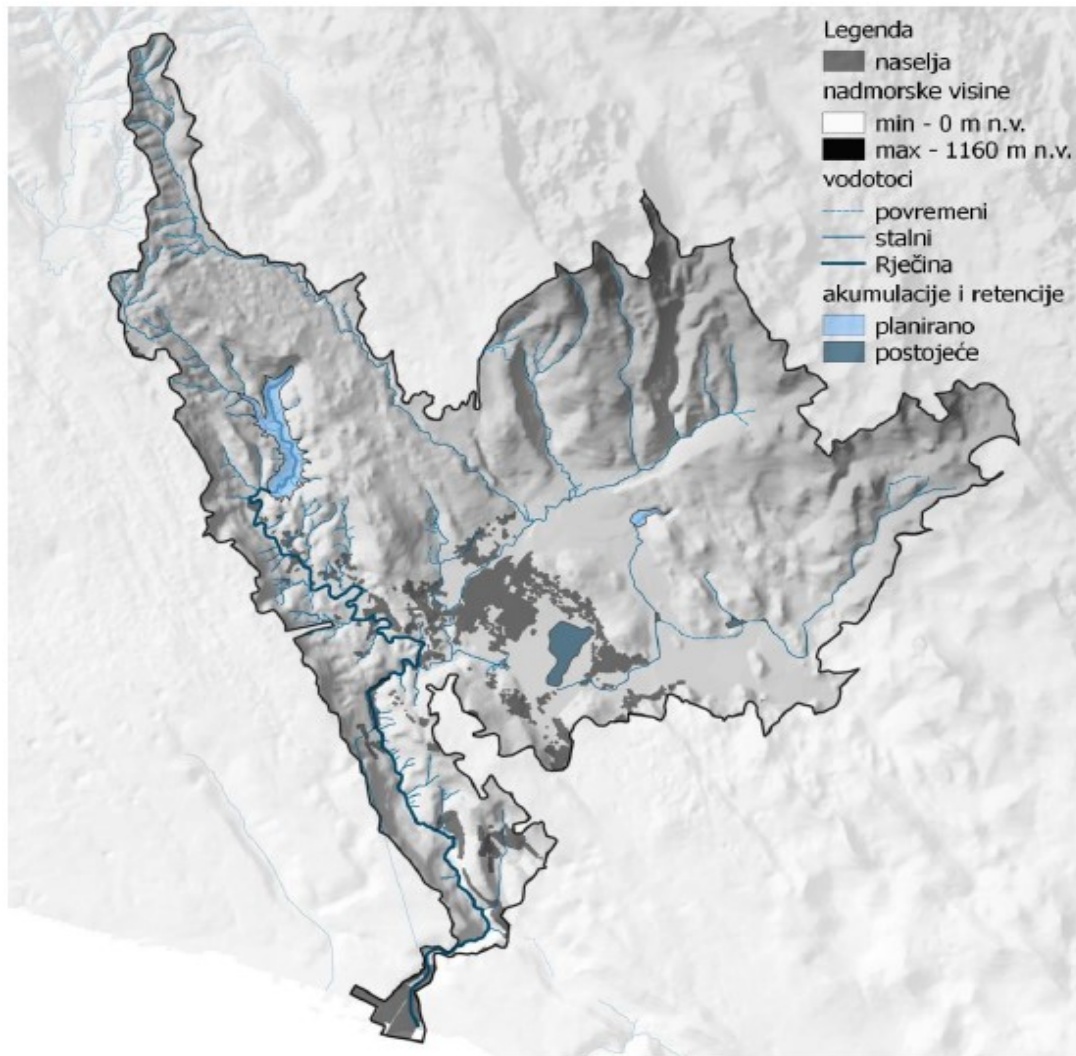 Legenda
naselja
nadmorske visine
min - 0 m n.v.
max - 1160 m n.v.
vodotoci
povremeni
stalni
Rječina
akumulacije i retencije
planirano
postojeće